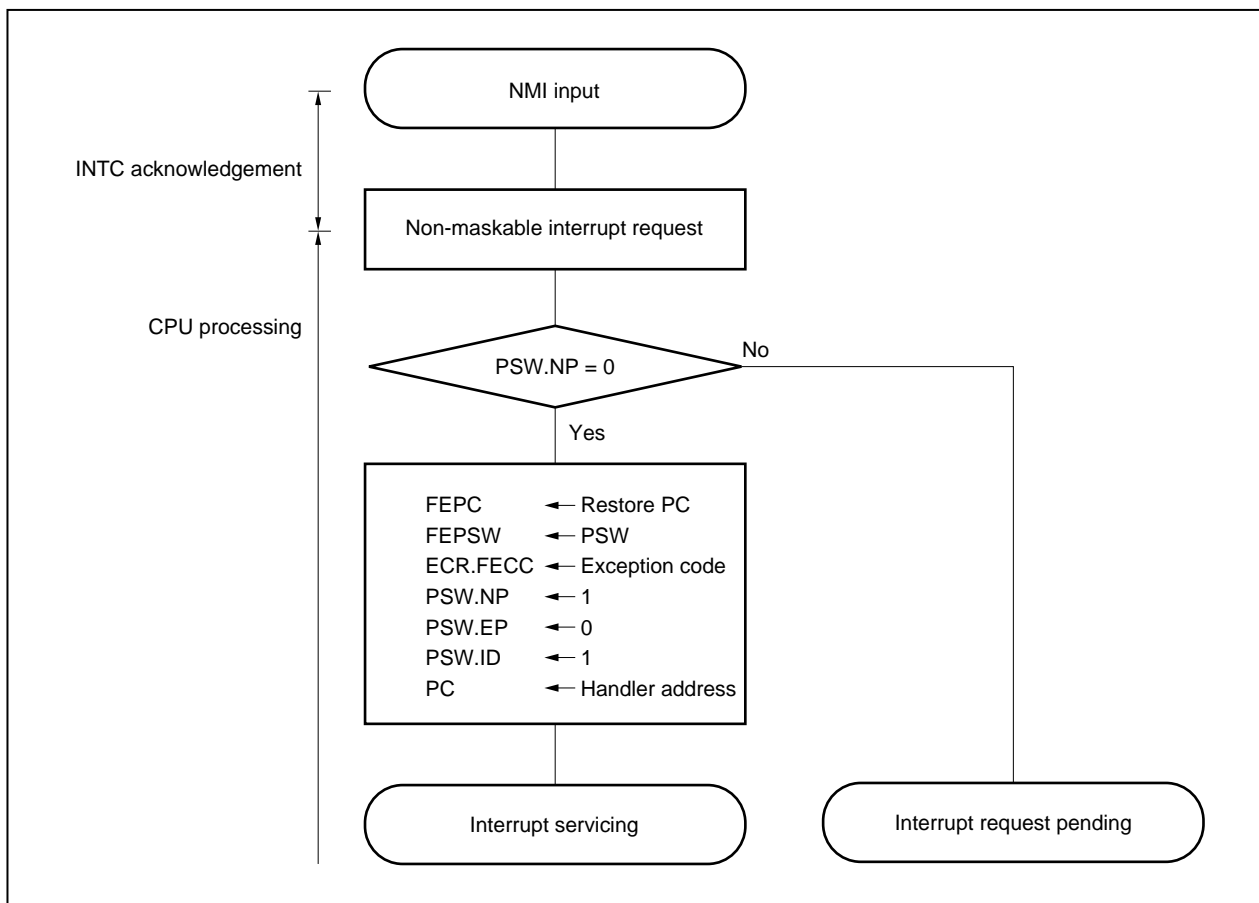 NMI input
INTC acknowledgement
Non-maskable interrupt request
CPU processing
PSW.NP = 0
No
Yes
FEPC ← Restore PC
FEPSW ← PSW
ECR.FECC ← Exception code
PSW.NP ← 1
PSW.EP ← 0
PSW.ID ← 1
PC ← Handler address
Interrupt servicing
Interrupt request pending